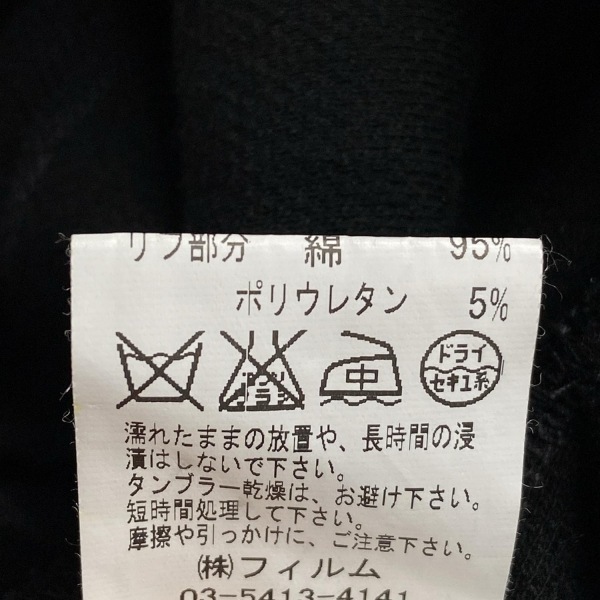 リブ部分 綿 95%
ポリウレタン 5%
中 ドライ
セキユ系
濡れたままの放置や、長時間の浸
漬はしないで下さい。
タンブラー乾燥は、お避け下さい。
短時間処理して下さい。
摩擦や引っかけに、ご注意下さい。
(株)フィルム
03-5413-4141